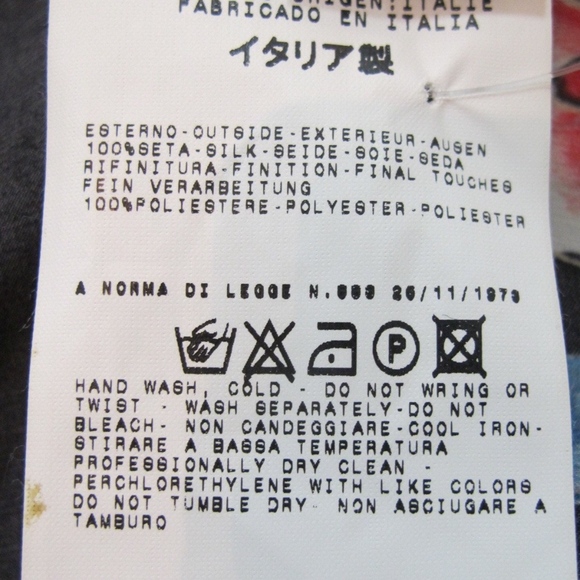 ORIGEN:ITALIE
FABRICADO EN ITALIA
イタリア製
ESTERNO-OUTSIDE-EXTERIEUR-AUSEN
100%SETA-SILK-SEIDE-SOIE-SEDA
RIFINITURA-FINITION-FINAL TOUCHES
FEIN VERARBEITUNG
100%POLIESTERE-POLYESTER-POLIESTER
A NORMA DI LEGGE N.883 26/11/1973
P
HAND WASH, COLD - DO NOT WRING OR
TWIST - WASH SEPARATELY-DO NOT
BLEACH- NON CANDEGGIARE-COOL IRON-
STIRARE A BASSA TEMPERATURA
PROFESSIONALLY DRY CLEAN -
PERCHLORETHYLENE WITH LIKE COLORS
DO NOT TUMBLE DRY- NON ASCIUGARE A
TAMBURO